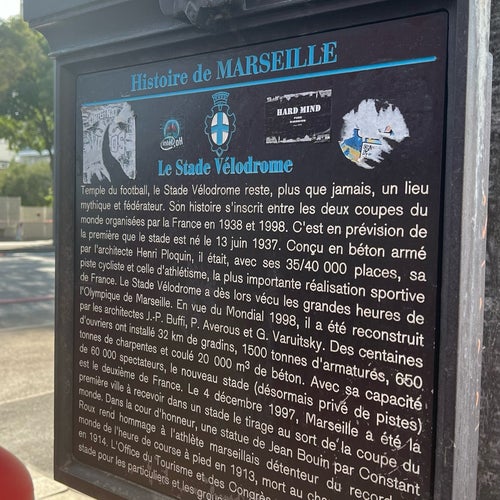 Histoire de MARSEILLE
HARD MIND
Le Stade Vélodrome
Temple du football, le Stade Vélodrome reste, plus que jamais, un lieu
mythique et fédérateur. Son histoire s'inscrit entre les deux coupes du
monde organisées par la France en 1938 et 1998. C'est en prévision de
la première que le stade est né le 13 juin 1937. Conçu en béton armé
par l'architecte Henri Ploquin, il était, avec ses 35/40 000 places, sa
piste cycliste et celle d'athlétisme, la plus importante réalisation sportive
de France. Le Stade Vélodrome a dès lors vécu les grandes heures de
l'Olympique de Marseille. En vue du Mondial 1998, il a été reconstruit
par les architectes J.-P. Buffi, P. Averous et G. Varuitsky. Des centaines
d'ouvriers ont installé 32 km de gradins, 1500 tonnes d'armatures, 650
tonnes de charpentes et coulé 20 000 m³ de béton. Avec sa capacité
de 60 000 spectateurs, le nouveau stade (désormais privé de pistes)
est le deuxième de France. Le 4 décembre 1997, Marseille a été la
première ville à recevoir dans un stade le tirage au sort de la coupe du
monde. Dans la cour d'honneur, une statue de Jean Bouin par Constant
Roux rend hommage à l'athlète marseillais détenteur du record du
monde de l'heure de course à pied en 1913, mort au
en 1914. L'Office du Tourisme et des Congrès
stade pour les particuliers et les